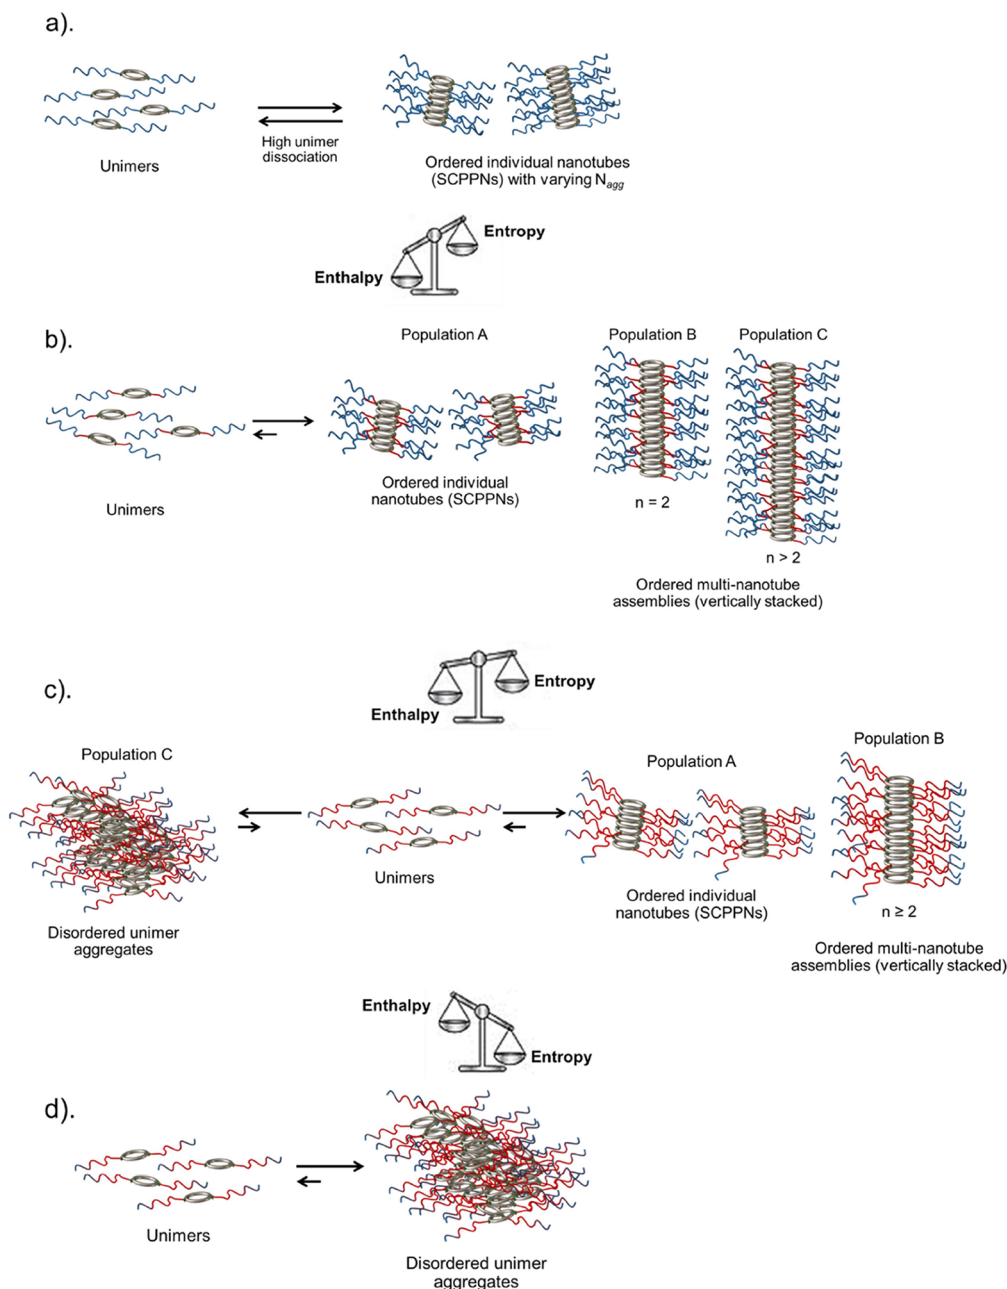 a).
Unimers
High unimer
dissociation
Ordered individual nanotubes
(SCPPNs) with varying Nagg
Entropy
Enthalpy
b).
Population A
Population B
Population C
Unimers
Ordered individual
nanotubes (SCPPNs)
n = 2
n > 2
Ordered multi-nanotube
assemblies (vertically stacked)
c).
Entropy
Enthalpy
Population C
Population A
Population B
Unimers
Disordered unimer
aggregates
Ordered individual
nanotubes (SCPPNs)
n ≥ 2
Ordered multi-nanotube
assemblies (vertically stacked)
Enthalpy
Entropy
d).
Unimers
Disordered unimer
aggregates